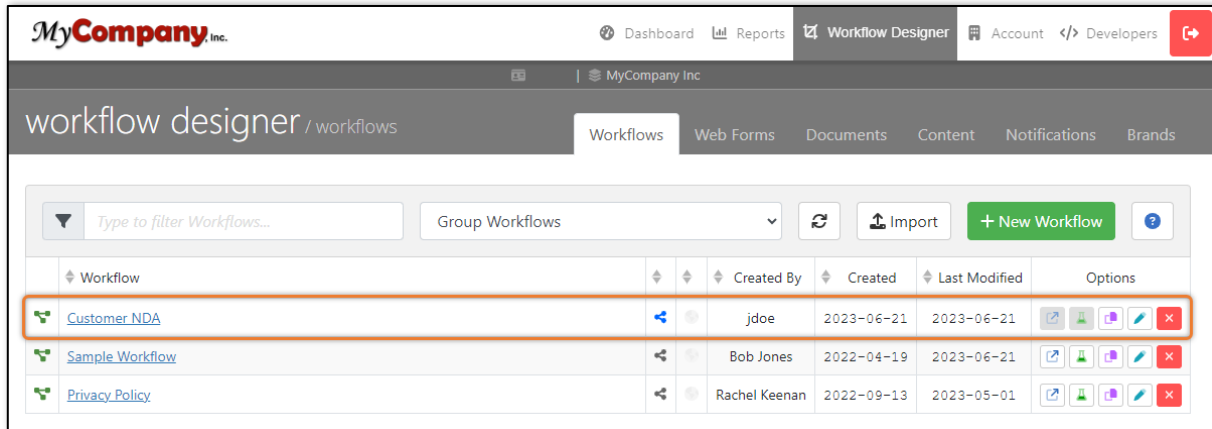 MyCompany, Inc.
Dashboard Reports Workflow Designer Account </> Developers
| MyCompany Inc
workflow designer / workflows
Workflows Web Forms Documents Content Notifications Brands
Type to filter Workflows... Group Workflows Import + New Workflow ?
Workflow Created By Created Last Modified Options
Customer NDA jdoe 2023-06-21 2023-06-21
Sample Workflow Bob Jones 2022-04-19 2023-06-21
Privacy Policy Rachel Keenan 2022-09-13 2023-05-01